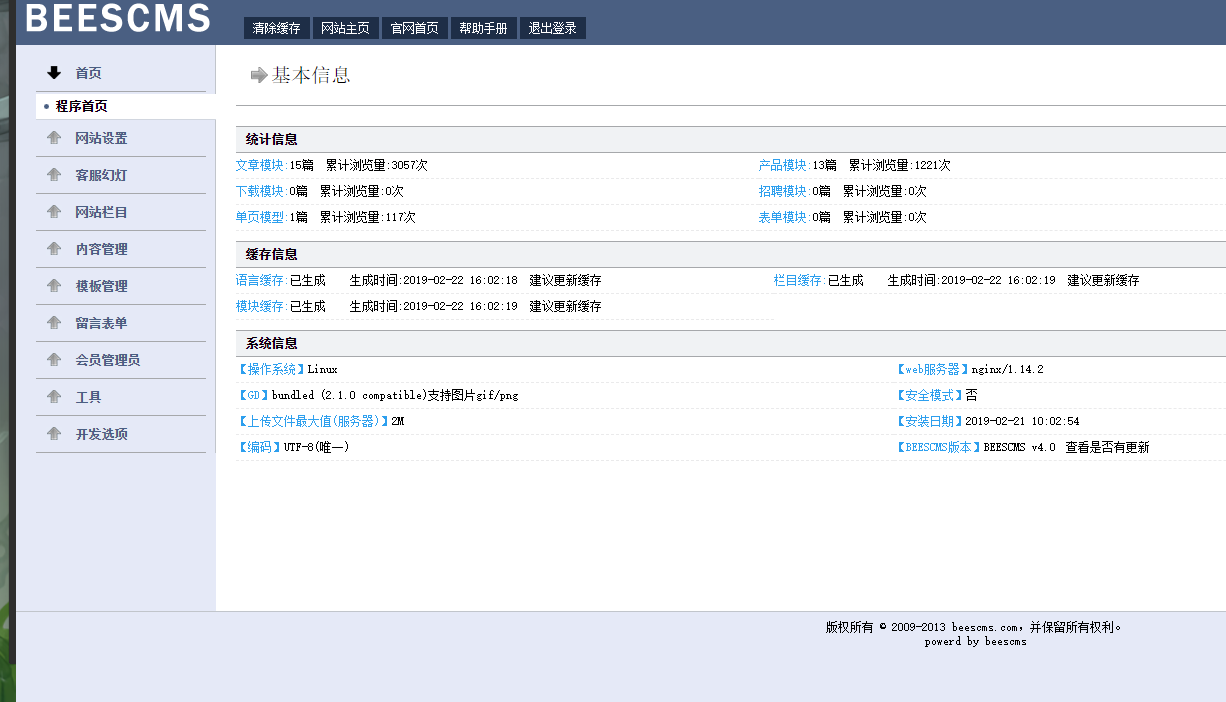 BEESCMS
清除缓存 网站主页 官网首页 帮助手册 退出登录
首页
程序首页
网站设置
客服幻灯
网站栏目
内容管理
模板管理
留言表单
会员管理员
工具
开发选项
基本信息
统计信息
文章模块:15篇 累计浏览量:3057次 产品模块:13篇 累计浏览量:1221次
下载模块:0篇 累计浏览量:0次 招聘模块:0篇 累计浏览量:0次
单页模型:1篇 累计浏览量:117次 表单模块:0篇 累计浏览量:0次
缓存信息
语言缓存:已生成 生成时间:2019-02-22 16:02:18 建议更新缓存 栏目缓存:已生成 生成时间:2019-02-22 16:02:19 建议更新缓存
模块缓存:已生成 生成时间:2019-02-22 16:02:19 建议更新缓存
系统信息
【操作系统】Linux 【web服务器】nginx/1.14.2
【GD】bundled (2.1.0 compatible)支持图片gif/png 【安全模式】否
【上传文件最大值(服务器)】2M 【安装日期】2019-02-21 10:02:54
【编码】UTF-8(唯一) 【BEESCMS版本】BEESCMS v4.0 查看是否有更新
版权所有 © 2009-2013 beescms.com，并保留所有权利。
powerd by beescms